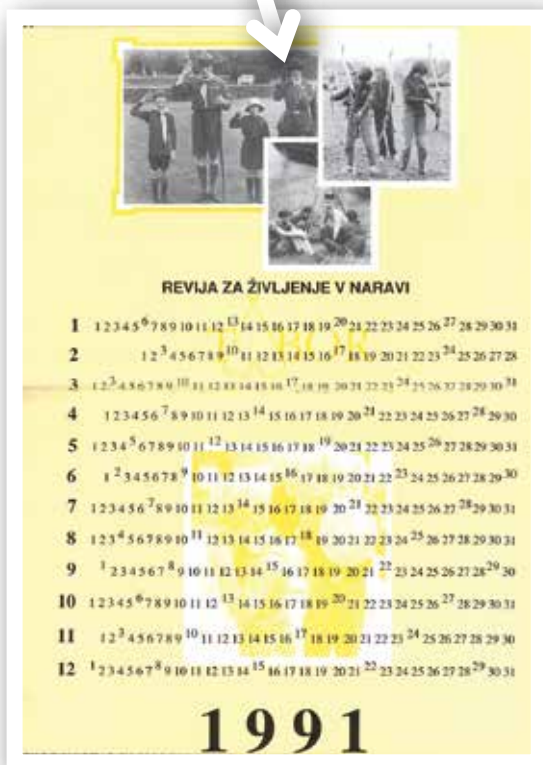 REVIJA ZA ŽIVLJENJE V NARAVI
1 1 2 3 4 5 6 7 8 9 10 11 12 13 14 15 16 17 18 19 20 21 22 23 24 25 26 27 28 29 30 31
TABOR
2 1 2 3 4 5 6 7 8 9 10 11 12 13 14 15 16 17 18 19 20 21 22 23 24 25 26 27 28
3 1 2 3 4 5 6 7 8 9 10 11 12 13 14 15 16 17 18 19 20 21 22 23 24 25 26 27 28 29 30 31
4 1 2 3 4 5 6 7 8 9 10 11 12 13 14 15 16 17 18 19 20 21 22 23 24 25 26 27 28 29 30
5 1 2 3 4 5 6 7 8 9 10 11 12 13 14 15 16 17 18 19 20 21 22 23 24 25 26 27 28 29 30 31
6 1 2 3 4 5 6 7 8 9 10 11 12 13 14 15 16 17 18 19 20 21 22 23 24 25 26 27 28 29 30
7 1 2 3 4 5 6 7 8 9 10 11 12 13 14 15 16 17 18 19 20 21 22 23 24 25 26 27 28 29 30 31
8 1 2 3 4 5 6 7 8 9 10 11 12 13 14 15 16 17 18 19 20 21 22 23 24 25 26 27 28 29 30 31
9 1 2 3 4 5 6 7 8 9 10 11 12 13 14 15 16 17 18 19 20 21 22 23 24 25 26 27 28 29 30
10 1 2 3 4 5 6 7 8 9 10 11 12 13 14 15 16 17 18 19 20 21 22 23 24 25 26 27 28 29 30 31
11 1 2 3 4 5 6 7 8 9 10 11 12 13 14 15 16 17 18 19 20 21 22 23 24 25 26 27 28 29 30
12 1 2 3 4 5 6 7 8 9 10 11 12 13 14 15 16 17 18 19 20 21 22 23 24 25 26 27 28 29 30 31
1991